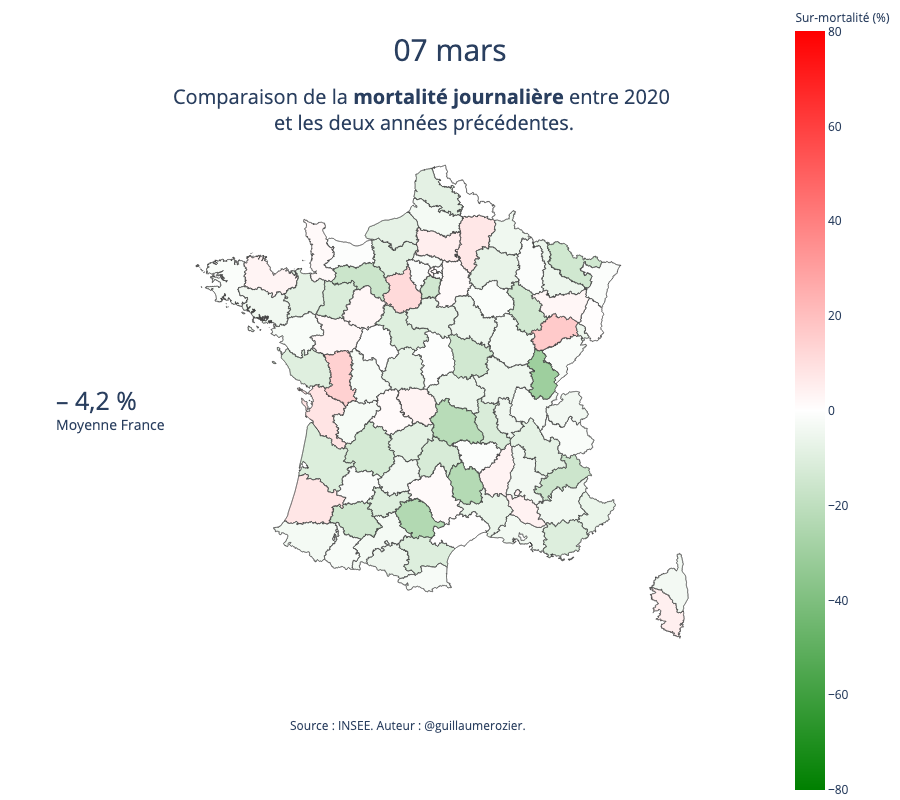 Sur-mortalité (%)
07 mars
Comparaison de la mortalité journalière entre 2020
et les deux années précédentes.
80
60
40
20
0
−20
−40
−60
−80
– 4,2 %
Moyenne France
Source : INSEE. Auteur : @guillaumerozier.